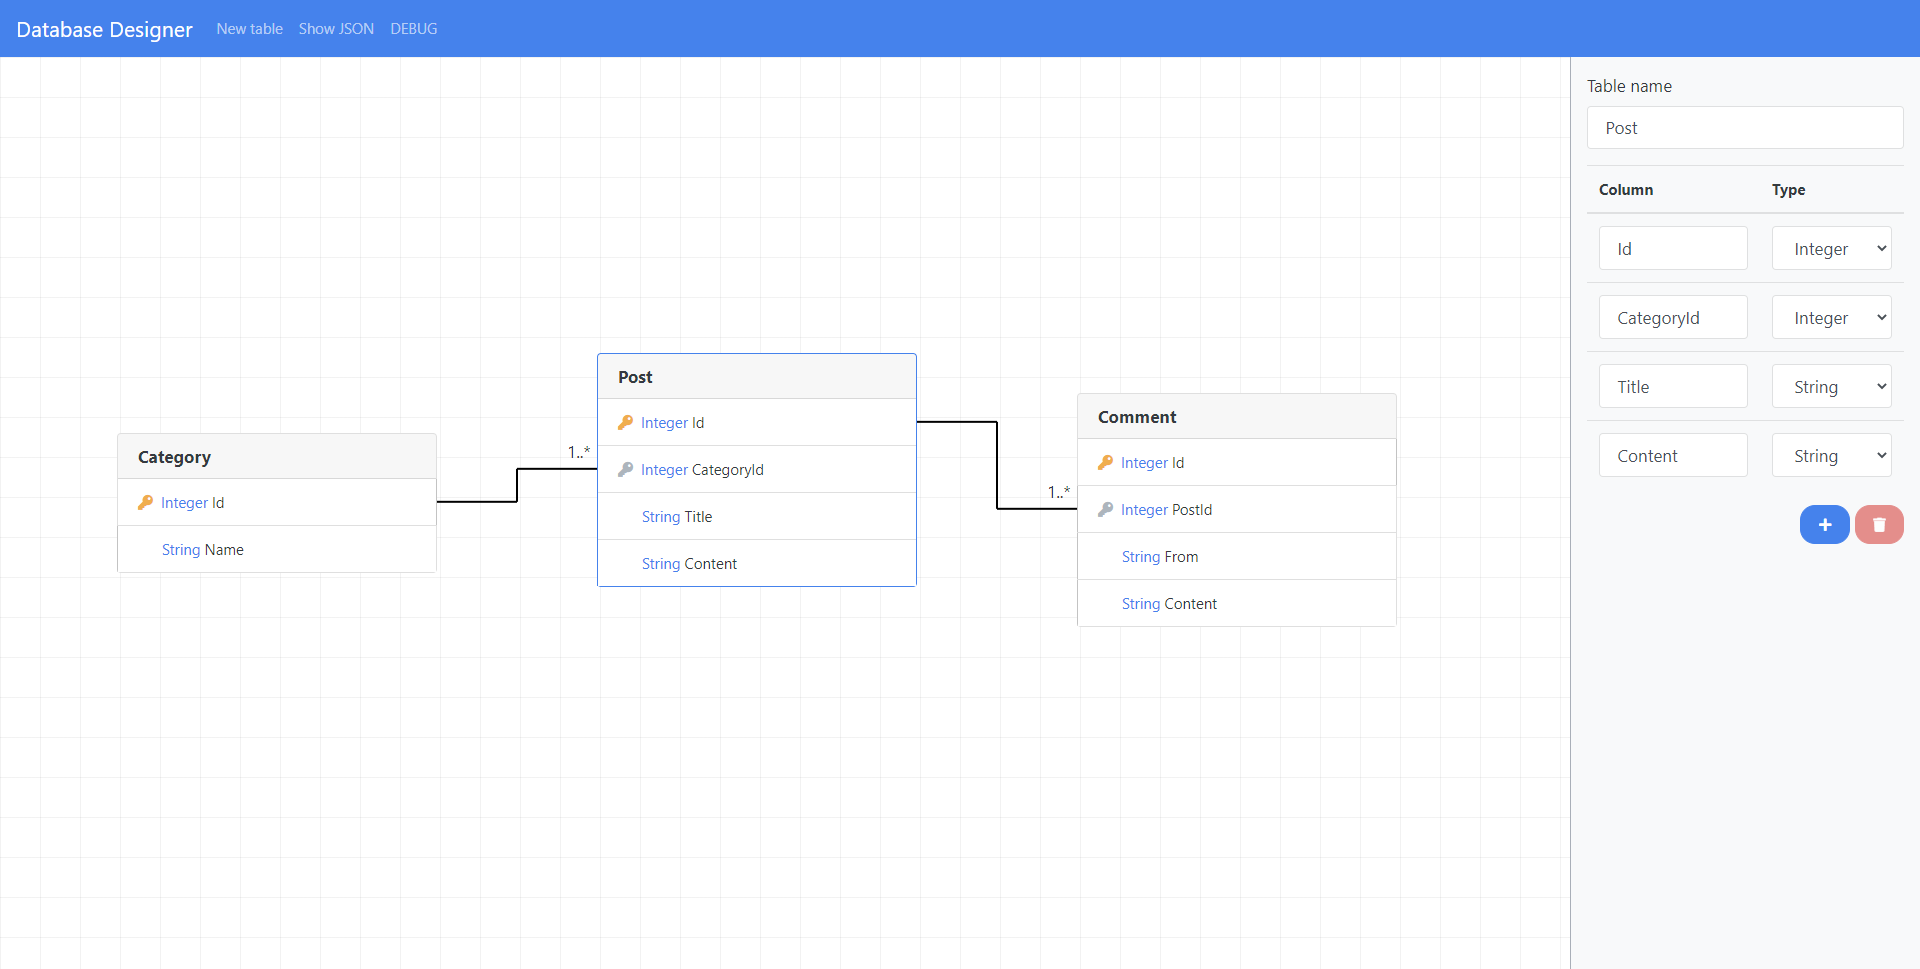 Database Designer New table Show JSON DEBUG
Category
Integer Id
String Name
1..*
Post
Integer Id
Integer CategoryId
String Title
String Content
1..*
Comment
Integer Id
Integer PostId
String From
String Content
Table name
Post
Column Type
Id Integer
CategoryId Integer
Title String
Content String